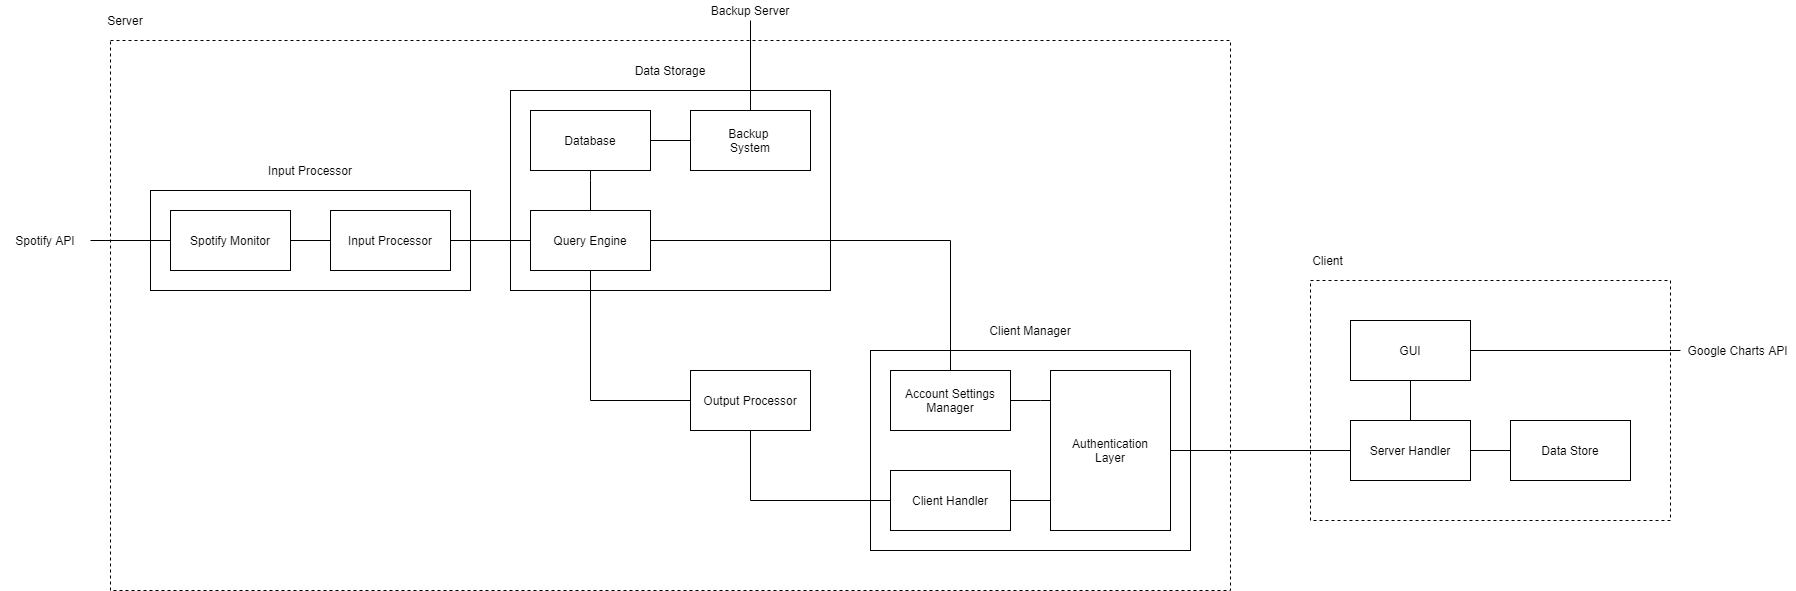 Backup Server
Server
Data Storage
Database
Backup
System
Input Processor
Spotify API
Spotify Monitor
Input Processor
Query Engine
Client
Client Manager
GUI
Google Charts API
Output Processor
Account Settings
Manager
Authentication
Layer
Server Handler
Data Store
Client Handler